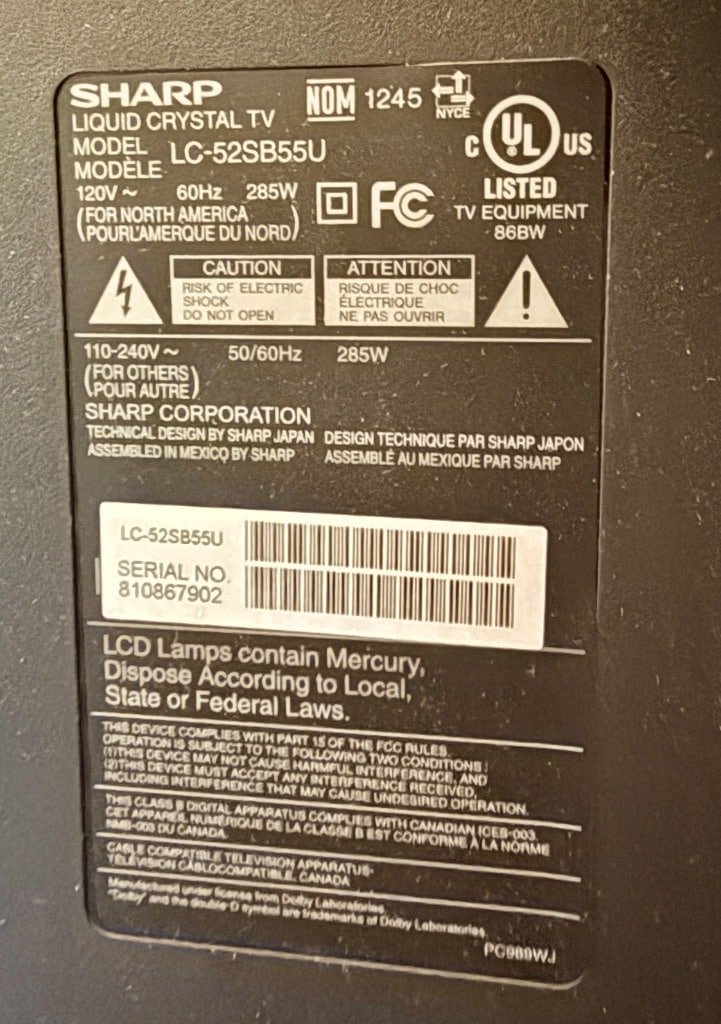 SHARP
LIQUID CRYSTAL TV
MODEL
MODÈLE
LC-52SB55U
120V ~ 60Hz 285W
(FOR NORTH AMERICA
POURL'AMERQUE DU NORD)
NOM 1245
NYCE
C UL US
LISTED
TV EQUIPMENT
86BW
FC
CAUTION
RISK OF ELECTRIC
SHOCK
DO NOT OPEN
ATTENTION
RISQUE DE CHOC
ÉLECTRIQUE
NE PAS OUVRIR
110-240V ~ 50/60Hz 285W
(FOR OTHERS
POUR AUTRE)
SHARP CORPORATION
TECHNICAL DESIGN BY SHARP JAPAN
ASSEMBLED IN MEXICO BY SHARP
DESIGN TECHNIQUE PAR SHARP JAPON
ASSEMBLÉ AU MEXIQUE PAR SHARP
LC-52SB55U
SERIAL NO.
810867902
LCD Lamps contain Mercury,
Dispose According to Local,
State or Federal Laws.
THIS DEVICE COMPLIES WITH PART 15 OF THE FCC RULES.
OPERATION IS SUBJECT TO THE FOLLOWING TWO CONDITIONS:
(1)THIS DEVICE MAY NOT CAUSE HARMFUL INTERFERENCE, AND
(2)THIS DEVICE MUST ACCEPT ANY INTERFERENCE RECEIVED,
INCLUDING INTERFERENCE THAT MAY CAUSE UNDESIRED OPERATION.
THIS CLASS B DIGITAL APPARATUS COMPLIES WITH CANADIAN ICES-003.
CET APPAREIL NUMÉRIQUE DE LA CLASSE B EST CONFORME À LA NORME
NMB-003 DU CANADA.
CABLE COMPATIBLE TELEVISION APPARATUS-
TÉLÉVISION CÂBLOCOMPATIBLE, CANADA
Manufactured under license from Dolby Laboratories.
"Dolby" and the double-D symbol are trademarks of Dolby Laboratories.
PC989WJ